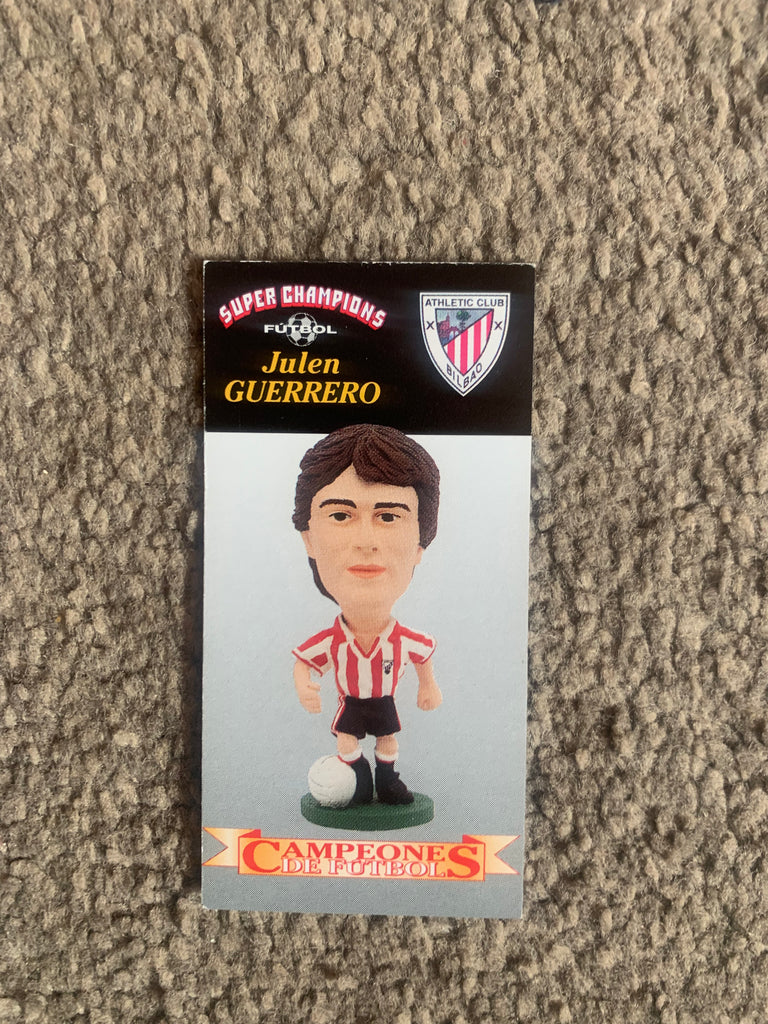 SUPER CHAMPIONS
FÚTBOL
Julen
GUERRERO
ATHLETIC CLUB
BILBAO
CAMPEONES
DE FÚTBOL